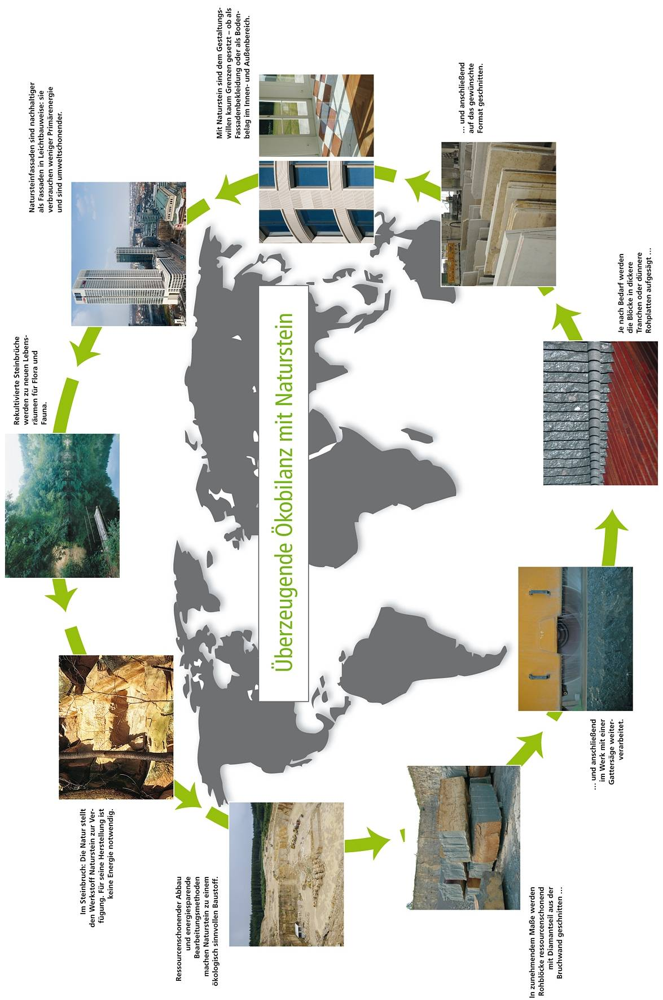 Überzeugende Ökobilanz mit Naturstein
Im Steinbruch: Die Natur stellt
den Werkstoff Naturstein zur Ver-
fügung. Für seine Herstellung ist
keine Energie notwendig.
Ressourcenschonender Abbau
und energiesparende
Bearbeitungsmethoden
machen Naturstein zu einem
ökologisch sinnvollen Baustoff.
In zunehmendem Maße werden
Rohblöcke ressourcenschonend
mit Diamantseil aus der
Bruchwand geschnitten ...
... und anschließend
im Werk mit einer
Gattersäge weiter-
verarbeitet.
Je nach Bedarf werden
die Blöcke in dickere
Tranchen oder dünnere
Rohplatten aufgesägt ...
... und anschließend
auf das gewünschte
Format geschnitten.
Mit Naturstein sind dem Gestaltungs-
willen kaum Grenzen gesetzt – ob als
Fassadenbekleidung oder als Boden-
belag im Innen- und Außenbereich.
Natursteinfassaden sind nachhaltiger
als Fassaden in Leichtbauweise: sie
verbrauchen weniger Primärenergie
und sind umweltschonender.
Rekultivierte Steinbrüche
werden zu neuen Lebens-
räumen für Flora und
Fauna.